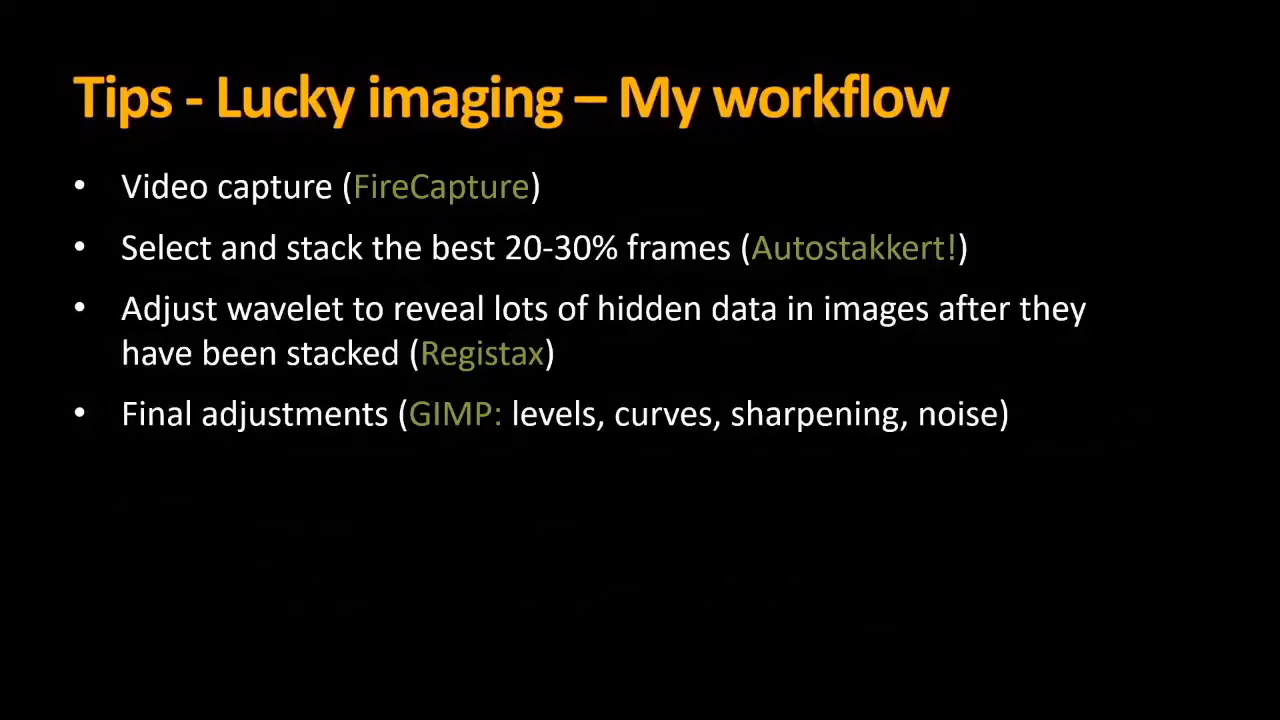 Tips - Lucky imaging – My workflow
• Video capture (FireCapture)
• Select and stack the best 20-30% frames (Autostakkert!)
• Adjust wavelet to reveal lots of hidden data in images after they
have been stacked (Registax)
• Final adjustments (GIMP: levels, curves, sharpening, noise)